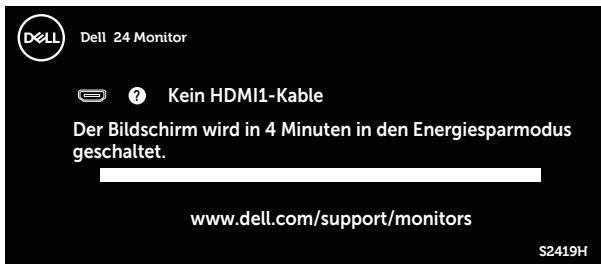 DELL
Dell 24 Monitor
? Kein HDMI1-Kable
Der Bildschirm wird in 4 Minuten in den Energiesparmodus
geschaltet.
www.dell.com/support/monitors
S2419H